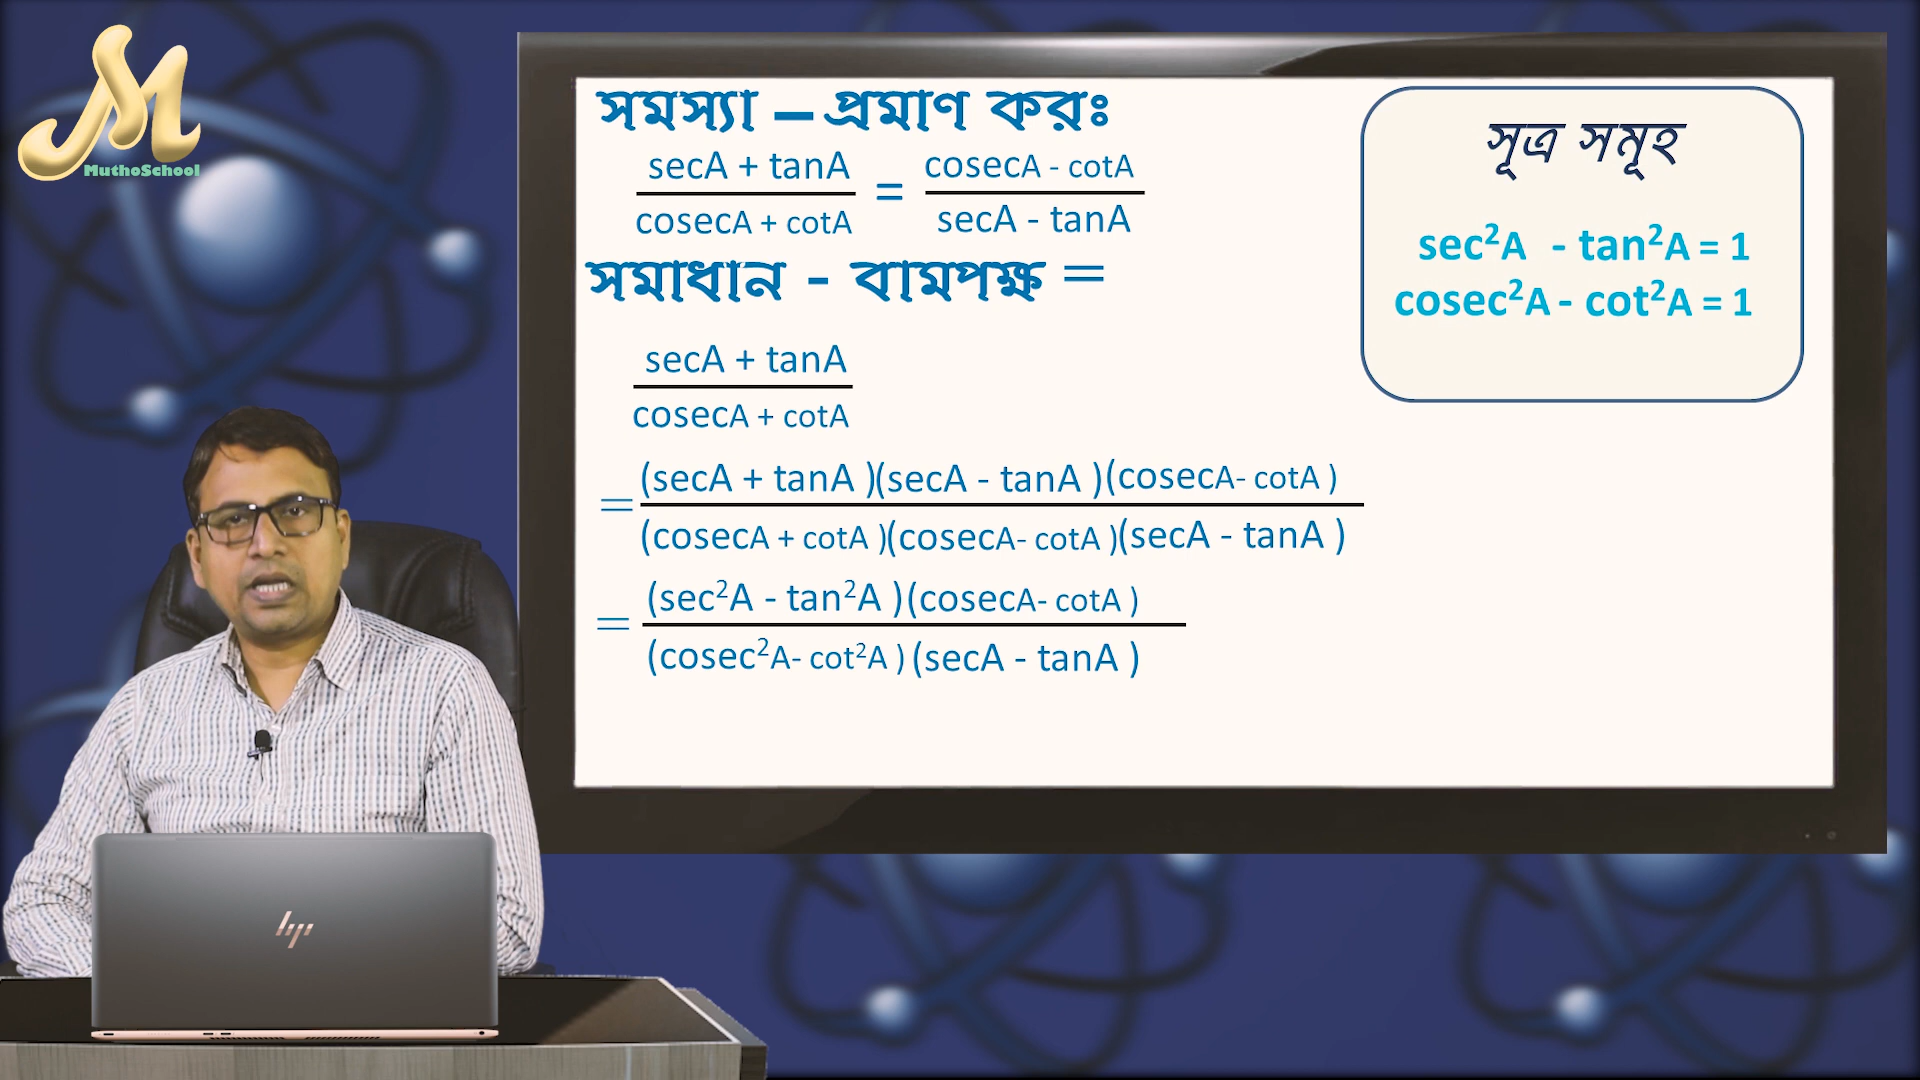 MuthoSchool
সমস্যা – প্রমাণ করঃ
secA + tanA / cosecA + cotA = cosecA - cotA / secA - tanA
সমাধান - বামপক্ষ =
secA + tanA
cosecA + cotA
= (secA + tanA )(secA - tanA )(cosecA- cotA )
(cosecA + cotA )(cosecA- cotA )(secA - tanA )
= (sec²A - tan²A )(cosecA- cotA )
(cosec²A- cot²A ) (secA - tanA )
সূত্র সমূহ
sec²A - tan²A = 1
cosec²A - cot²A = 1
hp